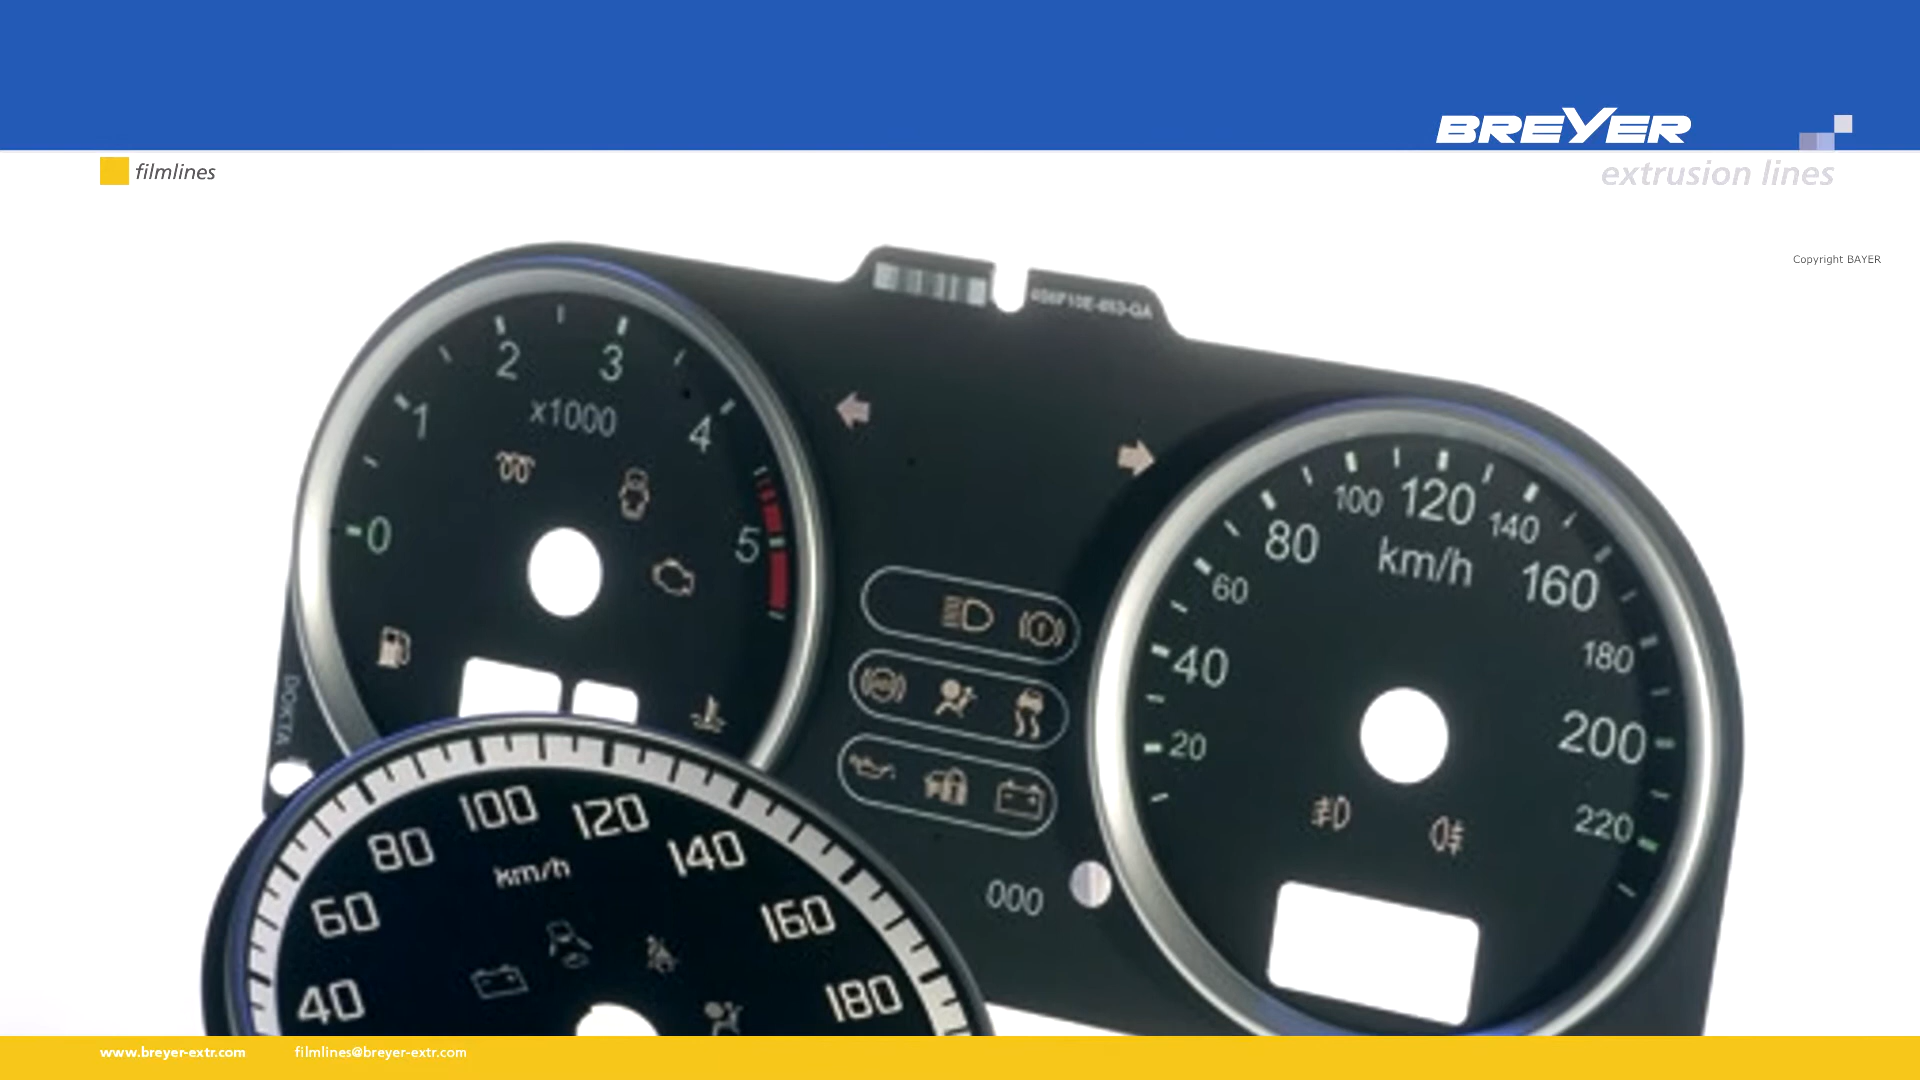 BREYER
filmlines
extrusion lines
Copyright BAYER
2 3
1 x1000 4
0 5
100 120 140
80 km/h 160
60
180
40
200
20
220
DOKTA
100 120
80 140
km/h
60 160
000
40 180
www.breyer-extr.com filmlines@breyer-extr.com